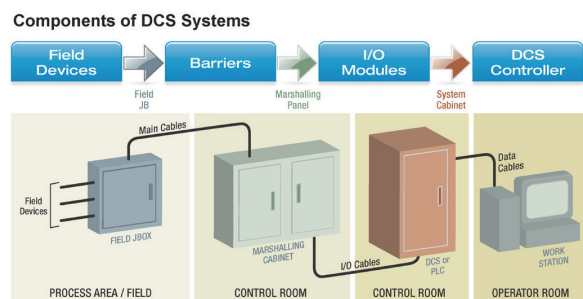 Components of DCS Systems
Field
Devices
Barriers
I/O
Modules
DCS
Controller
Field
JB
Marshalling
Panel
System
Cabinet
Main Cables
Data
Cables
Field
Devices
FIELD JBOX
MARSHALLING
CABINET
I/O Cables
DCS or
PLC
WORK
STATION
PROCESS AREA / FIELD
CONTROL ROOM
CONTROL ROOM
OPERATOR ROOM